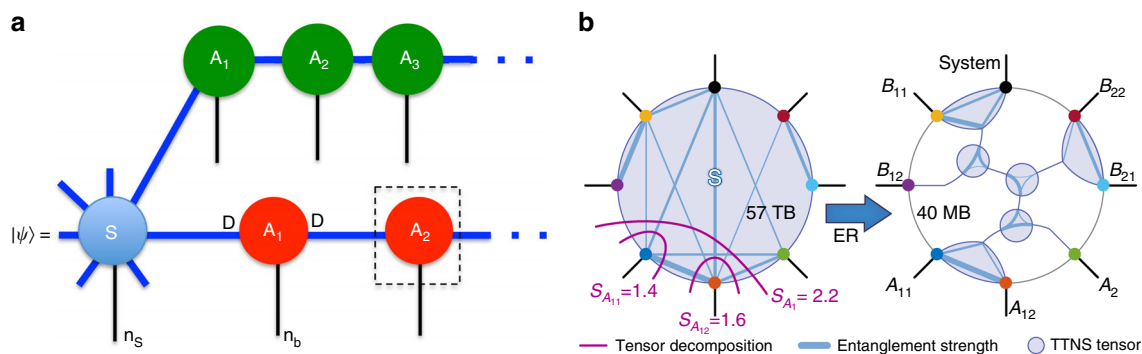 a
A1 A2 A3
|ψ⟩ = S D A1 D A2
nS nb
b
System
B11 B22
B12 B21
S
57 TB
ER
40 MB
SA11=1.4 SA12=1.6 SA1=2.2
A11 A12 A2
Tensor decomposition Entanglement strength TTNS tensor